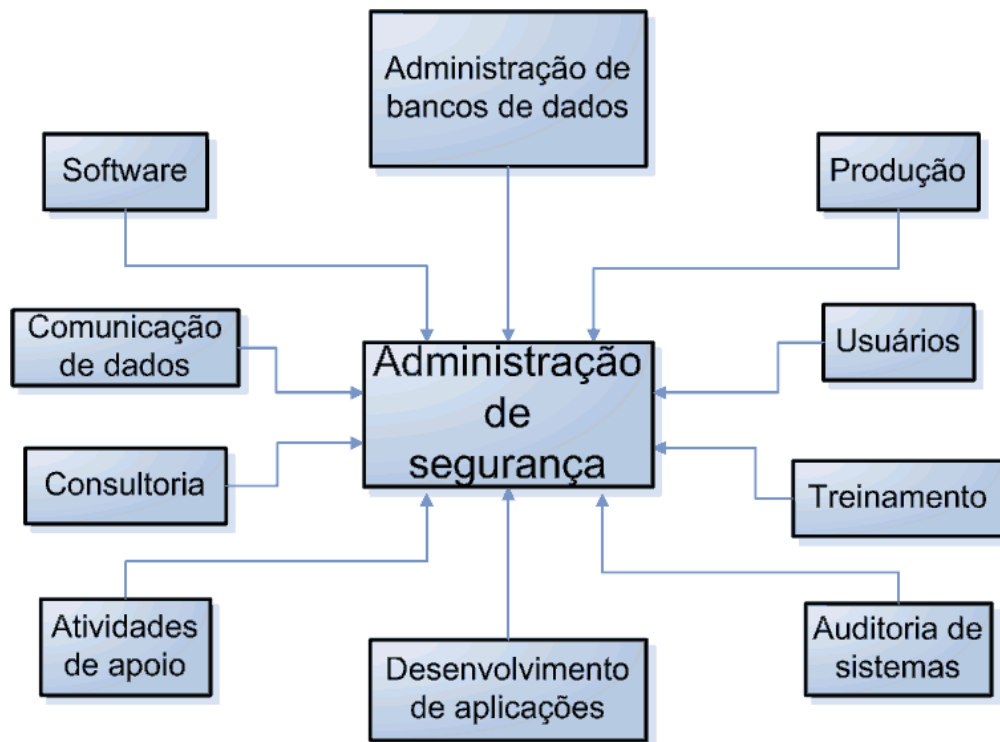 Administração de
bancos de dados
Software
Produção
Comunicação
de dados
Administração
de
segurança
Usuários
Consultoria
Treinamento
Atividades
de apoio
Desenvolvimento
de aplicações
Auditoria de
sistemas